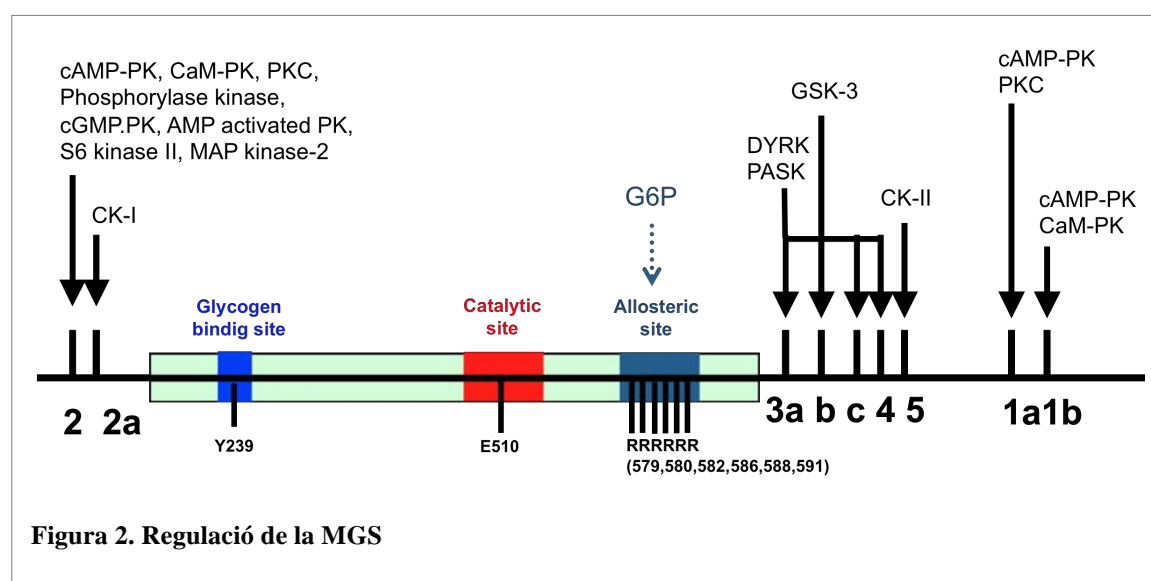 cAMP-PK, CaM-PK, PKC,
Phosphorylase kinase,
cGMP.PK, AMP activated PK,
S6 kinase II, MAP kinase-2
CK-I
G6P
DYRK
PASK
GSK-3
CK-II
cAMP-PK
PKC
cAMP-PK
CaM-PK
Glycogen
bindig site
Catalytic
site
Allosteric
site
2 2a
3a b c 4 5
1a1b
Y239
E510
RRRRRR
(579,580,582,586,588,591)
Figura 2. Regulació de la MGS